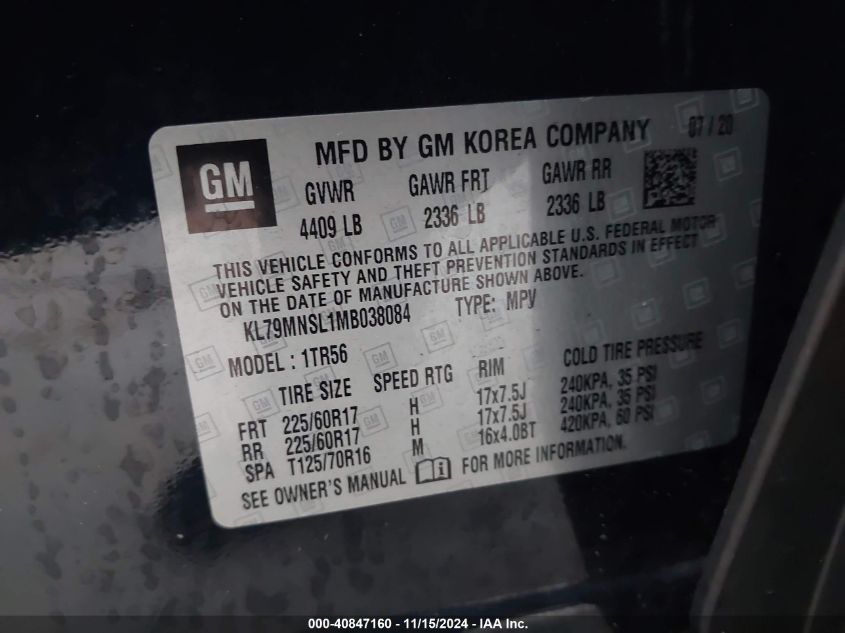 GM
MFD BY GM KOREA COMPANY 07 / 20
GVWR GAWR FRT GAWR RR
4409 LB 2336 LB 2336 LB
THIS VEHICLE CONFORMS TO ALL APPLICABLE U.S. FEDERAL MOTOR
VEHICLE SAFETY AND THEFT PREVENTION STANDARDS IN EFFECT
ON THE DATE OF MANUFACTURE SHOWN ABOVE.
KL79MNSL1MB038084 TYPE: MPV
MODEL : 1TR56
TIRE SIZE SPEED RTG RIM COLD TIRE PRESSURE
FRT 225/60R17 H 17x7.5J 240KPA, 35 PSI
RR 225/60R17 H 17x7.5J 240KPA, 35 PSI
SPA T125/70R16 M 16x4.0BT 420KPA, 60 PSI
SEE OWNER'S MANUAL FOR MORE INFORMATION.
000-40847160 - 11/15/2024 - IAA Inc.